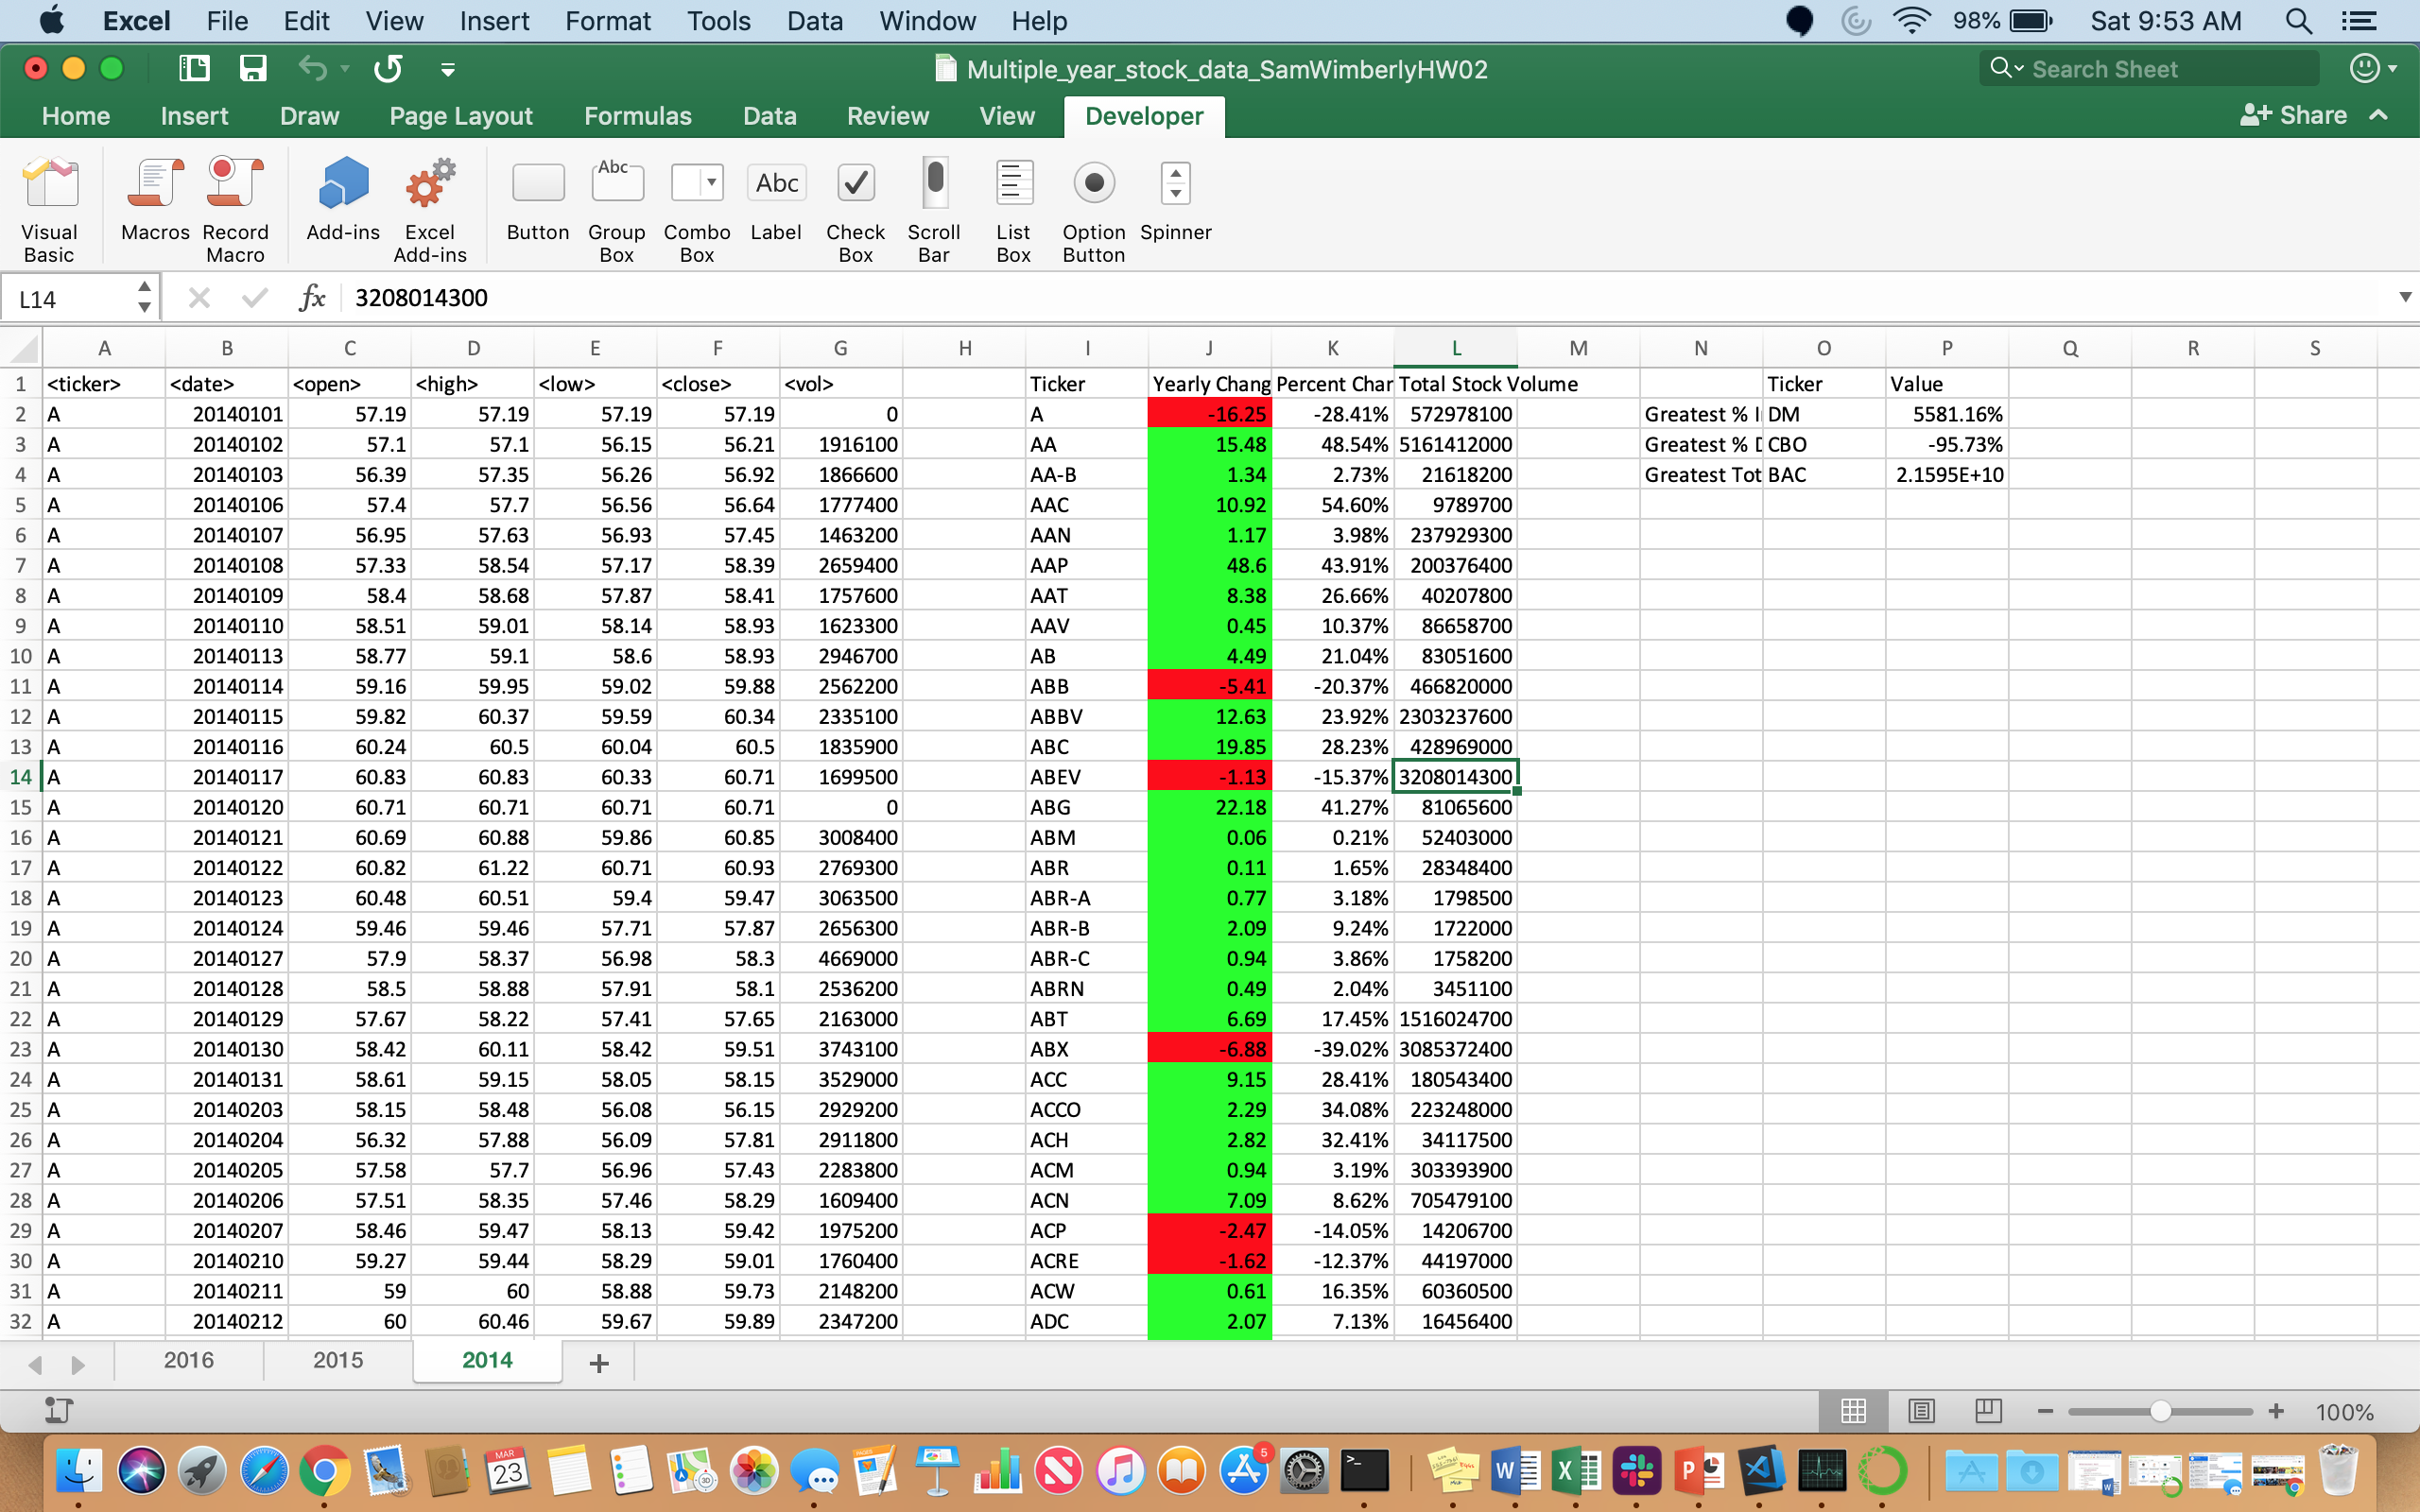 Excel File Edit View Insert Format Tools Data Window Help 98% Sat 9:53 AM
Multiple_year_stock_data_SamWimberlyHW02 Search Sheet
Home Insert Draw Page Layout Formulas Data Review View Developer Share
Visual Basic Macros Record Macro Add-ins Excel Add-ins Button Abc Group Box Combo Box Abc Label Check Box Scroll Bar List Box Option Button Spinner
L14 fx 3208014300
A B C D E F G H I J K L M N O P Q R S
1 <ticker> <date> <open> <high> <low> <close> <vol> Ticker Yearly Chang Percent Char Total Stock Volume Ticker Value
2 A 20140101 57.19 57.19 57.19 57.19 0 A -16.25 -28.41% 572978100 Greatest % I DM 5581.16%
3 A 20140102 57.1 57.1 56.15 56.21 1916100 AA 15.48 48.54% 5161412000 Greatest % D CBO -95.73%
4 A 20140103 56.39 57.35 56.26 56.92 1866600 AA-B 1.34 2.73% 21618200 Greatest Tot BAC 2.1595E+10
5 A 20140106 57.4 57.7 56.56 56.64 1777400 AAC 10.92 54.60% 9789700
6 A 20140107 56.95 57.63 56.93 57.45 1463200 AAN 1.17 3.98% 237929300
7 A 20140108 57.33 58.54 57.17 58.39 2659400 AAP 48.6 43.91% 200376400
8 A 20140109 58.4 58.68 57.87 58.41 1757600 AAT 8.38 26.66% 40207800
9 A 20140110 58.51 59.01 58.14 58.93 1623300 AAV 0.45 10.37% 86658700
10 A 20140113 58.77 59.1 58.6 58.93 2946700 AB 4.49 21.04% 83051600
11 A 20140114 59.16 59.95 59.02 59.88 2562200 ABB -5.41 -20.37% 466820000
12 A 20140115 59.82 60.37 59.59 60.34 2335100 ABBV 12.63 23.92% 2303237600
13 A 20140116 60.24 60.5 60.04 60.5 1835900 ABC 19.85 28.23% 428969000
14 A 20140117 60.83 60.83 60.33 60.71 1699500 ABEV -1.13 -15.37% 3208014300
15 A 20140120 60.71 60.71 60.71 60.71 0 ABG 22.18 41.27% 81065600
16 A 20140121 60.69 60.88 59.86 60.85 3008400 ABM 0.06 0.21% 52403000
17 A 20140122 60.82 61.22 60.71 60.93 2769300 ABR 0.11 1.65% 28348400
18 A 20140123 60.48 60.51 59.4 59.47 3063500 ABR-A 0.77 3.18% 1798500
19 A 20140124 59.46 59.46 57.71 57.87 2656300 ABR-B 2.09 9.24% 1722000
20 A 20140127 57.9 58.37 56.98 58.3 4669000 ABR-C 0.94 3.86% 1758200
21 A 20140128 58.5 58.88 57.91 58.1 2536200 ABRN 0.49 2.04% 3451100
22 A 20140129 57.67 58.22 57.41 57.65 2163000 ABT 6.69 17.45% 1516024700
23 A 20140130 58.42 60.11 58.42 59.51 3743100 ABX -6.88 -39.02% 3085372400
24 A 20140131 58.61 59.15 58.05 58.15 3529000 ACC 9.15 28.41% 180543400
25 A 20140203 58.15 58.48 56.08 56.15 2929200 ACCO 2.29 34.08% 223248000
26 A 20140204 56.32 57.88 56.09 57.81 2911800 ACH 2.82 32.41% 34117500
27 A 20140205 57.58 57.7 56.96 57.43 2283800 ACM 0.94 3.19% 303393900
28 A 20140206 57.51 58.35 57.46 58.29 1609400 ACN 7.09 8.62% 705479100
29 A 20140207 58.46 59.47 58.13 59.42 1975200 ACP -2.47 -14.05% 14206700
30 A 20140210 59.27 59.44 58.29 59.01 1760400 ACRE -1.62 -12.37% 44197000
31 A 20140211 59 60 58.88 59.73 2148200 ACW 0.61 16.35% 60360500
32 A 20140212 60 60.46 59.67 59.89 2347200 ADC 2.07 7.13% 16456400
2016 2015 2014
100%
MAR 23 3D 5